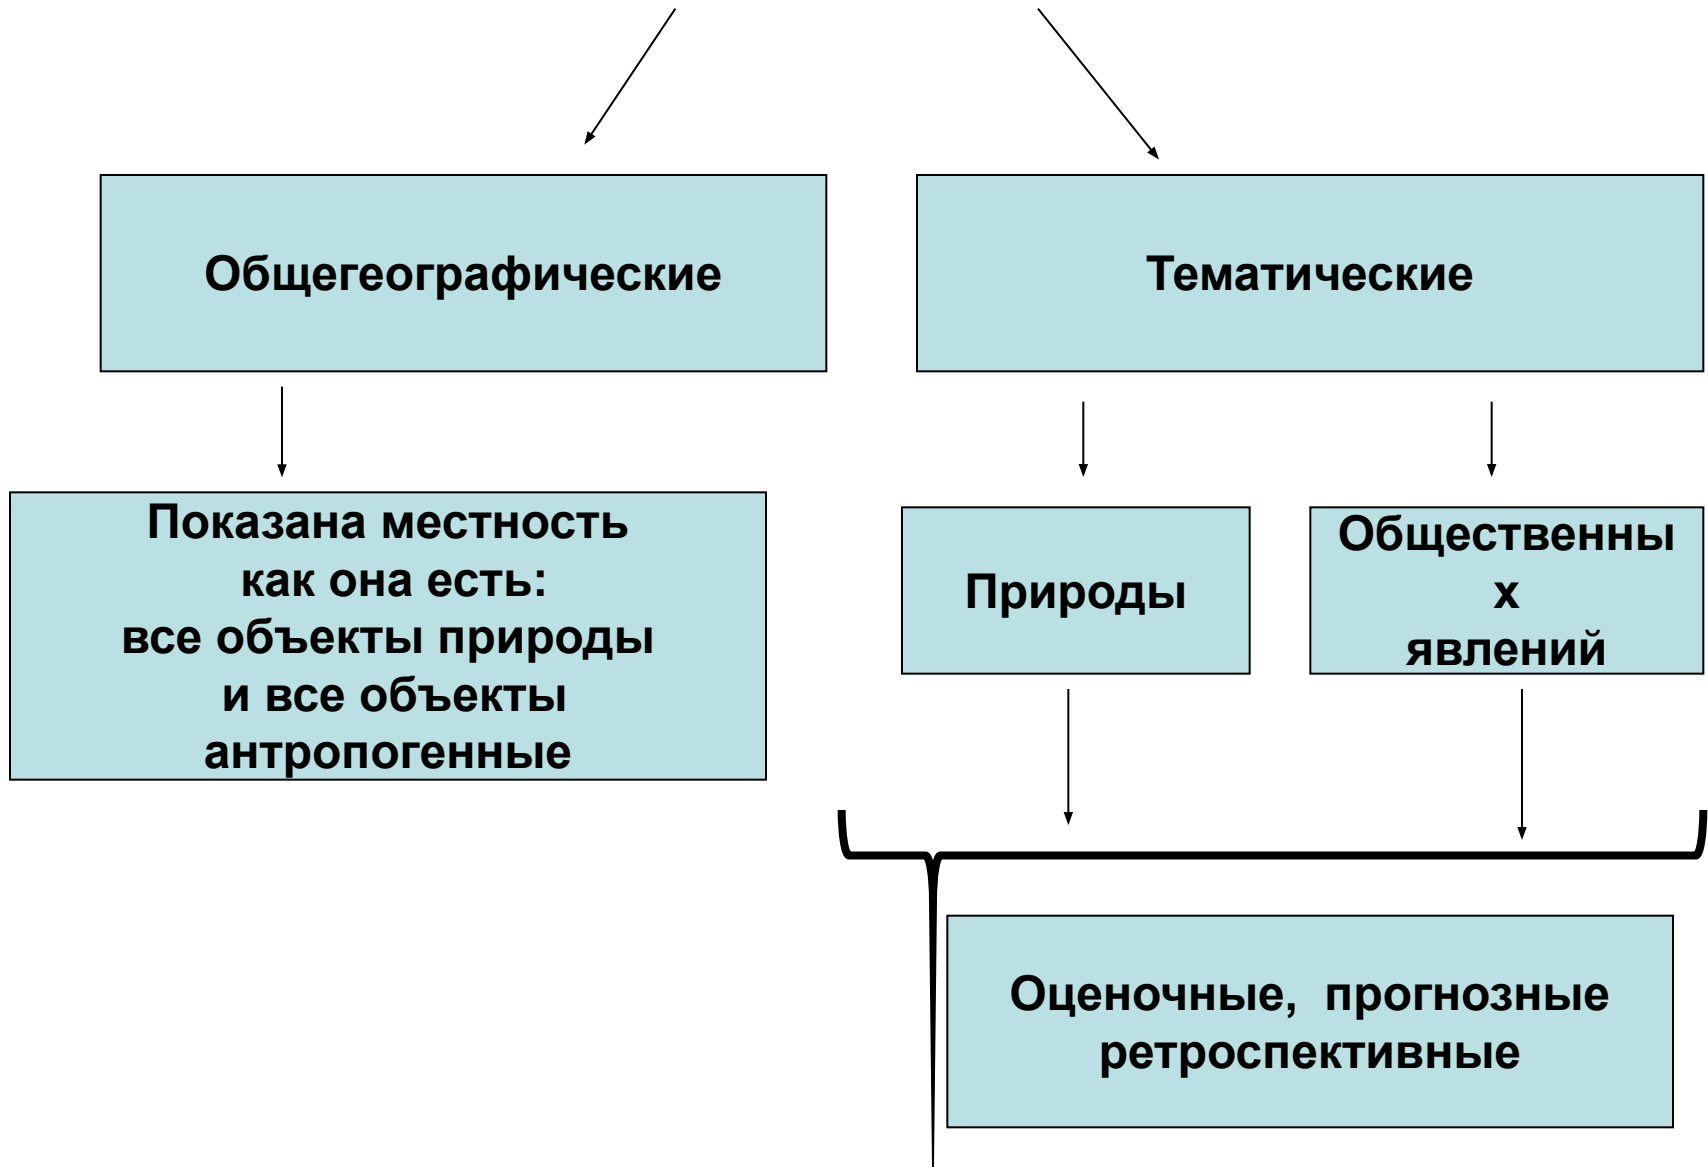 Общегеографические
Тематические
Показана местность
как она есть:
все объекты природы
и все объекты
антропогенные
Природы
Общественны
х
явлений
Оценочные, прогнозные
ретроспективные